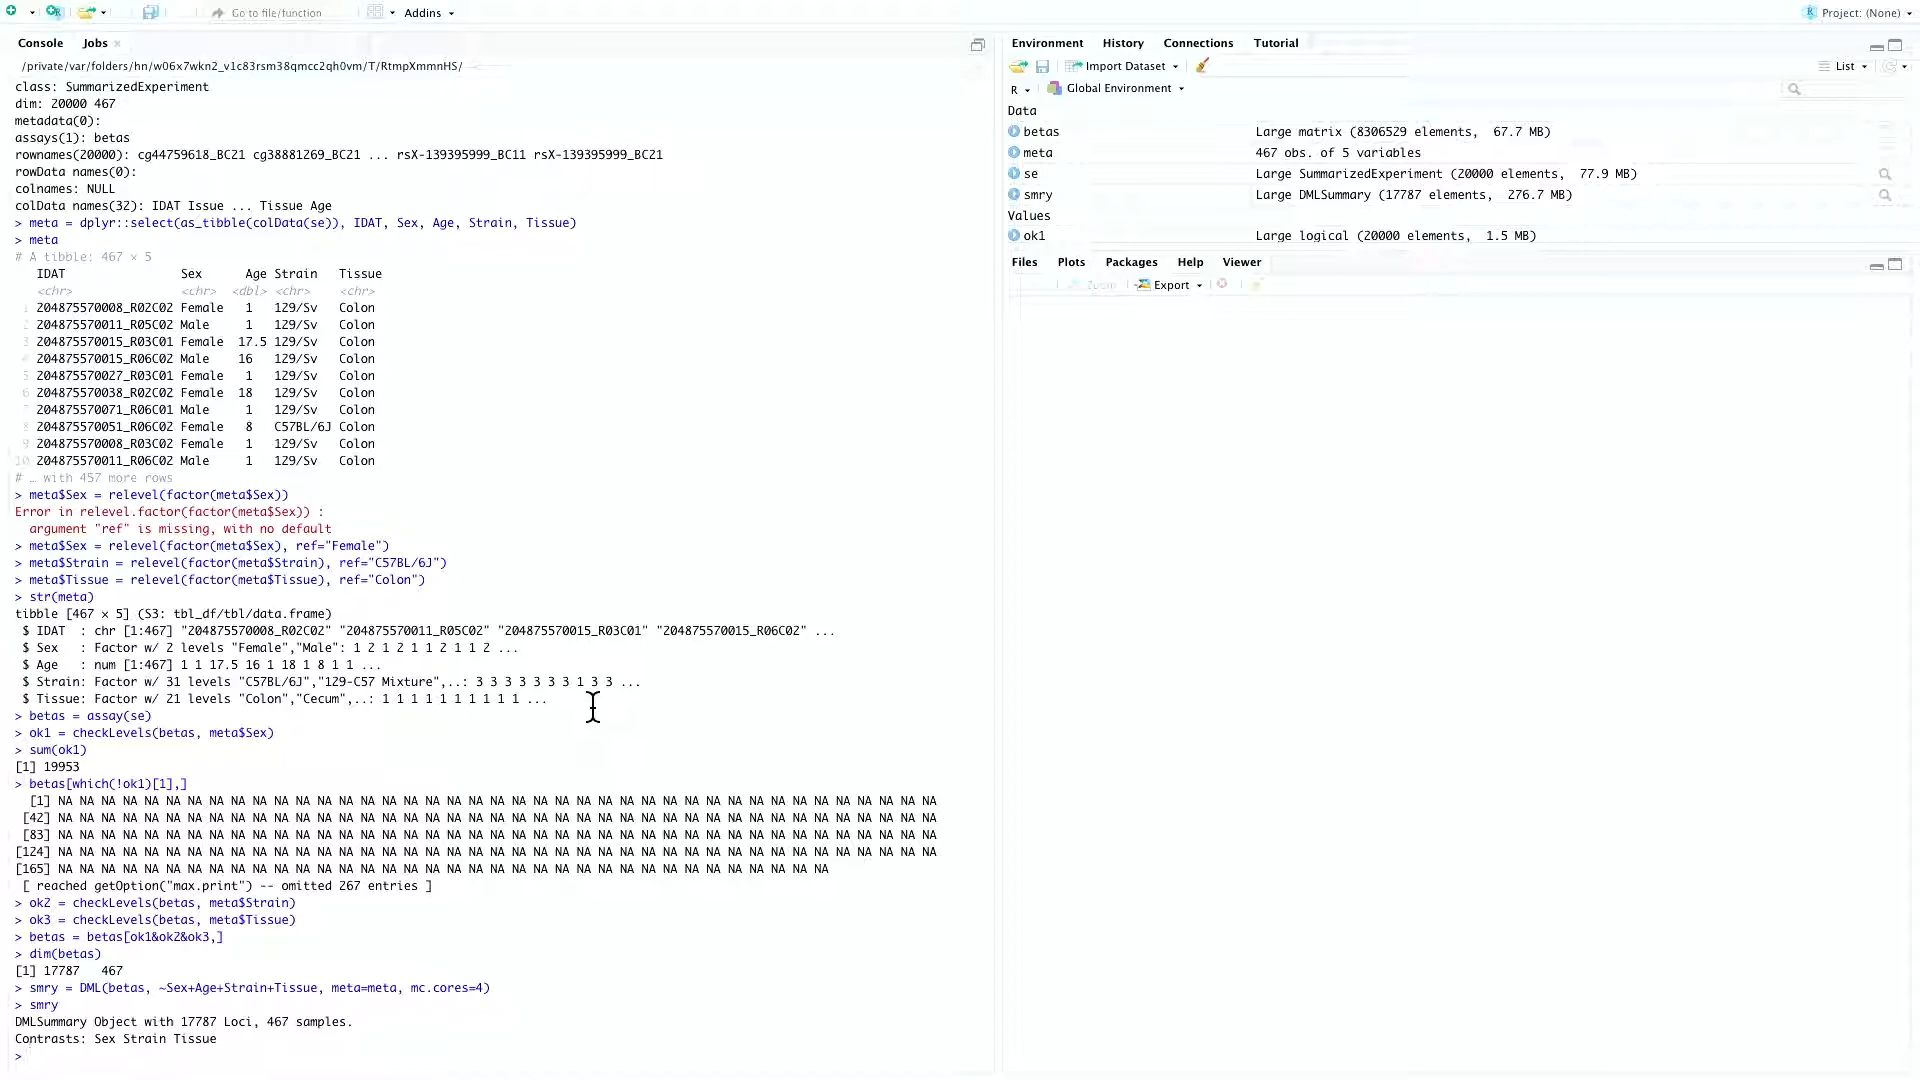 Go to file/function
Addins
Project: (None)
Console Jobs
/private/var/folders/hn/w06x7wkn2_v1c83rsm38qmcc2qh0vm/T/RtmpXmmnHS/
class: SummarizedExperiment
dim: 20000 467
metadata(0):
assays(1): betas
rownames(20000): cg44759618_BC21 cg38881269_BC21 ... rsX-139395999_BC11 rsX-139395999_BC21
rowData names(0):
colnames: NULL
colData names(32): IDAT Issue ... Tissue Age
> meta = dplyr::select(as_tibble(colData(se)), IDAT, Sex, Age, Strain, Tissue)
> meta
# A tibble: 467 × 5
IDAT Sex Age Strain Tissue
<chr> <chr> <dbl> <chr> <chr>
1 204875570008_R02C02 Female 1 129/Sv Colon
2 204875570011_R05C02 Male 1 129/Sv Colon
3 204875570015_R03C01 Female 17.5 129/Sv Colon
4 204875570015_R06C02 Male 16 129/Sv Colon
5 204875570027_R03C01 Female 1 129/Sv Colon
6 204875570038_R02C02 Female 18 129/Sv Colon
7 204875570071_R06C01 Male 1 129/Sv Colon
8 204875570051_R06C02 Female 8 C57BL/6J Colon
9 204875570008_R03C02 Female 1 129/Sv Colon
10 204875570011_R06C02 Male 1 129/Sv Colon
# … with 457 more rows
> meta$Sex = relevel(factor(meta$Sex))
Error in relevel.factor(factor(meta$Sex)) :
argument "ref" is missing, with no default
> meta$Sex = relevel(factor(meta$Sex), ref="Female")
> meta$Strain = relevel(factor(meta$Strain), ref="C57BL/6J")
> meta$Tissue = relevel(factor(meta$Tissue), ref="Colon")
> str(meta)
tibble [467 × 5] (S3: tbl_df/tbl/data.frame)
$ IDAT : chr [1:467] "204875570008_R02C02" "204875570011_R05C02" "204875570015_R03C01" "204875570015_R06C02" ...
$ Sex : Factor w/ 2 levels "Female","Male": 1 2 1 2 1 1 2 1 1 2 ...
$ Age : num [1:467] 1 1 17.5 16 1 18 1 8 1 1 ...
$ Strain: Factor w/ 31 levels "C57BL/6J","129-C57 Mixture",..: 3 3 3 3 3 3 3 1 3 3 ...
$ Tissue: Factor w/ 21 levels "Colon","Cecum",..: 1 1 1 1 1 1 1 1 1 1 ...
> betas = assay(se)
> ok1 = checkLevels(betas, meta$Sex)
> sum(ok1)
[1] 19953
> betas[which(!ok1)[1],]
[1] NA NA NA NA NA NA NA NA NA NA NA NA NA NA NA NA NA NA NA NA NA NA NA NA NA NA NA NA NA NA NA NA NA NA NA NA NA NA NA NA NA
[42] NA NA NA NA NA NA NA NA NA NA NA NA NA NA NA NA NA NA NA NA NA NA NA NA NA NA NA NA NA NA NA NA NA NA NA NA NA NA NA NA NA
[83] NA NA NA NA NA NA NA NA NA NA NA NA NA NA NA NA NA NA NA NA NA NA NA NA NA NA NA NA NA NA NA NA NA NA NA NA NA NA NA NA NA
[124] NA NA NA NA NA NA NA NA NA NA NA NA NA NA NA NA NA NA NA NA NA NA NA NA NA NA NA NA NA NA NA NA NA NA NA NA NA NA NA NA NA
[165] NA NA NA NA NA NA NA NA NA NA NA NA NA NA NA NA NA NA NA NA NA NA NA NA NA NA NA NA NA NA NA NA NA NA NA NA
[ reached getOption("max.print") -- omitted 267 entries ]
> ok2 = checkLevels(betas, meta$Strain)
> ok3 = checkLevels(betas, meta$Tissue)
> betas = betas[ok1&ok2&ok3,]
> dim(betas)
[1] 17787 467
> smry = DML(betas, ~Sex+Age+Strain+Tissue, meta=meta, mc.cores=4)
> smry
DMLSummary Object with 17787 Loci, 467 samples.
Contrasts: Sex Strain Tissue
>
Environment History Connections Tutorial
Import Dataset
List
R Global Environment
Data
betas Large matrix (8306529 elements, 67.7 MB)
meta 467 obs. of 5 variables
se Large SummarizedExperiment (20000 elements, 77.9 MB)
smry Large DMLSummary (17787 elements, 276.7 MB)
Values
ok1 Large logical (20000 elements, 1.5 MB)
Files Plots Packages Help Viewer
Zoom Export